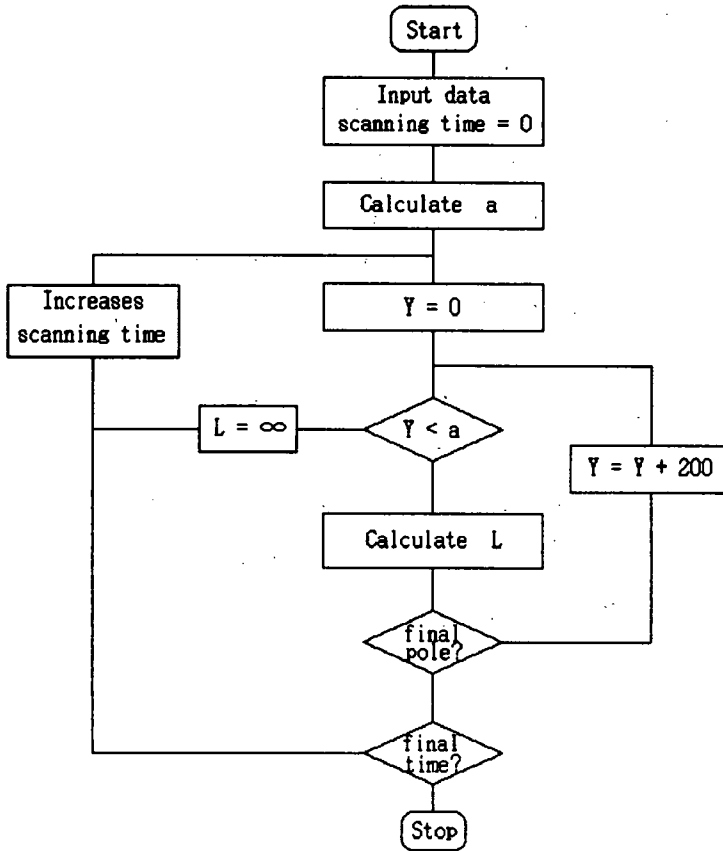 Start
Input data
scanning time = 0
Calculate a
Increases
scanning time
Y = 0
L = ∞
Y < a
Y = Y + 200
Calculate L
final
pole?
final
time?
Stop